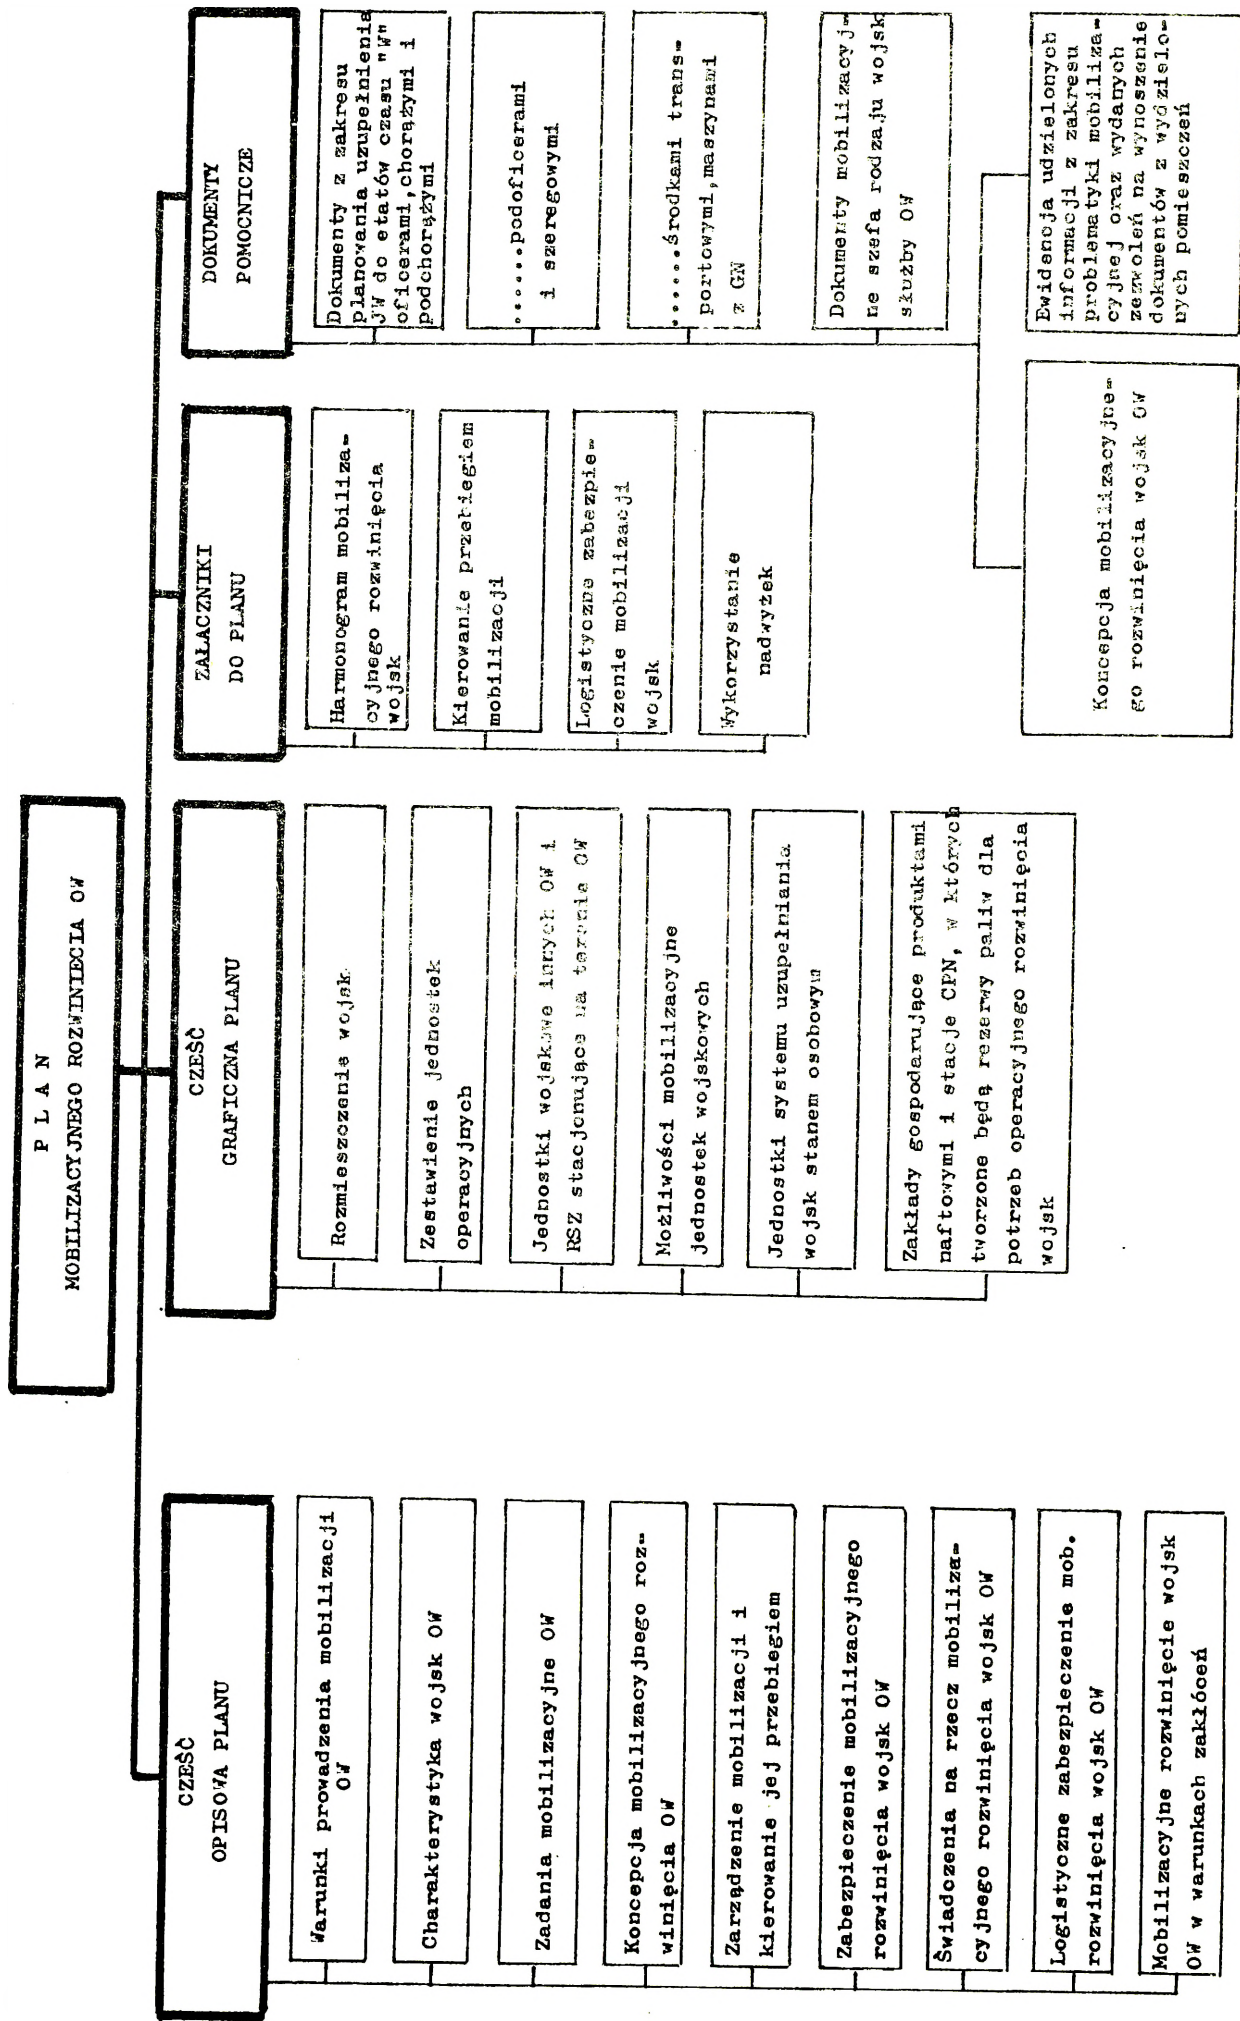 P L A N
MOBILIZACYJNEGO ROZWINIECIA OW
CZEŚĆ
OPISOWA PLANU
Warunki prowadzenia mobilizacji
OW
Charakterystyka wojsk OW
Zadania mobilizacyjne OW
Koncepcja mobilizacyjnego roz-
winięcia OW
Zarządzenie mobilizacji i
kierowanie jej przebiegiem
Zabezpieczenie mobilizacyjnego
rozwinięcia wojsk OW
Świadczenia na rzecz mobiliza-
cyjnego rozwinięcia wojsk OW
Logistyczne zabezpieczenie mob.
rozwinięcia wojsk OW
Mobilizacyjne rozwinięcie wojsk
OW w warunkach zakłóceń
CZEŚĆ
GRAFICZNA PLANU
Rozmieszczenie wojsk
Zestawienie jednostek
operacyjnych
Jednostki wojskowe innych OW i
RSZ stacjonujące na terenie OW
Możliwości mobilizacyjne
jednostek wojskowych
Jednostki systemu uzupełniania
wojsk stanem osobowym
Zakłady gospodarujące produktami
naftowymi i stacje CPN, w których
tworzone będą rezerwy paliw dla
potrzeb operacyjnego rozwinięcia
wojsk
ZAŁACZNIKI
DO PLANU
Harmonogram mobiliza-
cyjnego rozwinięcia
wojsk
Kierowanie przebiegiem
mobilizacji
Logistyczne zabezpie-
czenie mobilizacji
wojsk
Wykorzystanie
nadwyżek
DOKUMENTY
POMOCNICZE
Dokumenty z zakresu
planowania uzupełnienia
JW do etatów czasu "W"
oficerami,chorążymi i
podchorążymi
.......podoficerami
i szeregowymi
.......środkami trans-
portowymi,maszynami
z GN
Dokumenty mobilizacyj-
ne szefa rodzaju wojsk
służby OW
Koncepcja mobilizacyjne-
go rozwinięcia wojsk OW
Ewidencja udzielonych
informacji z zakresu
problematyki mobiliza-
cyjnej oraz wydanych
zezwoleń na wynoszenie
dokumentów z wydzielo-
nych pomieszczeń